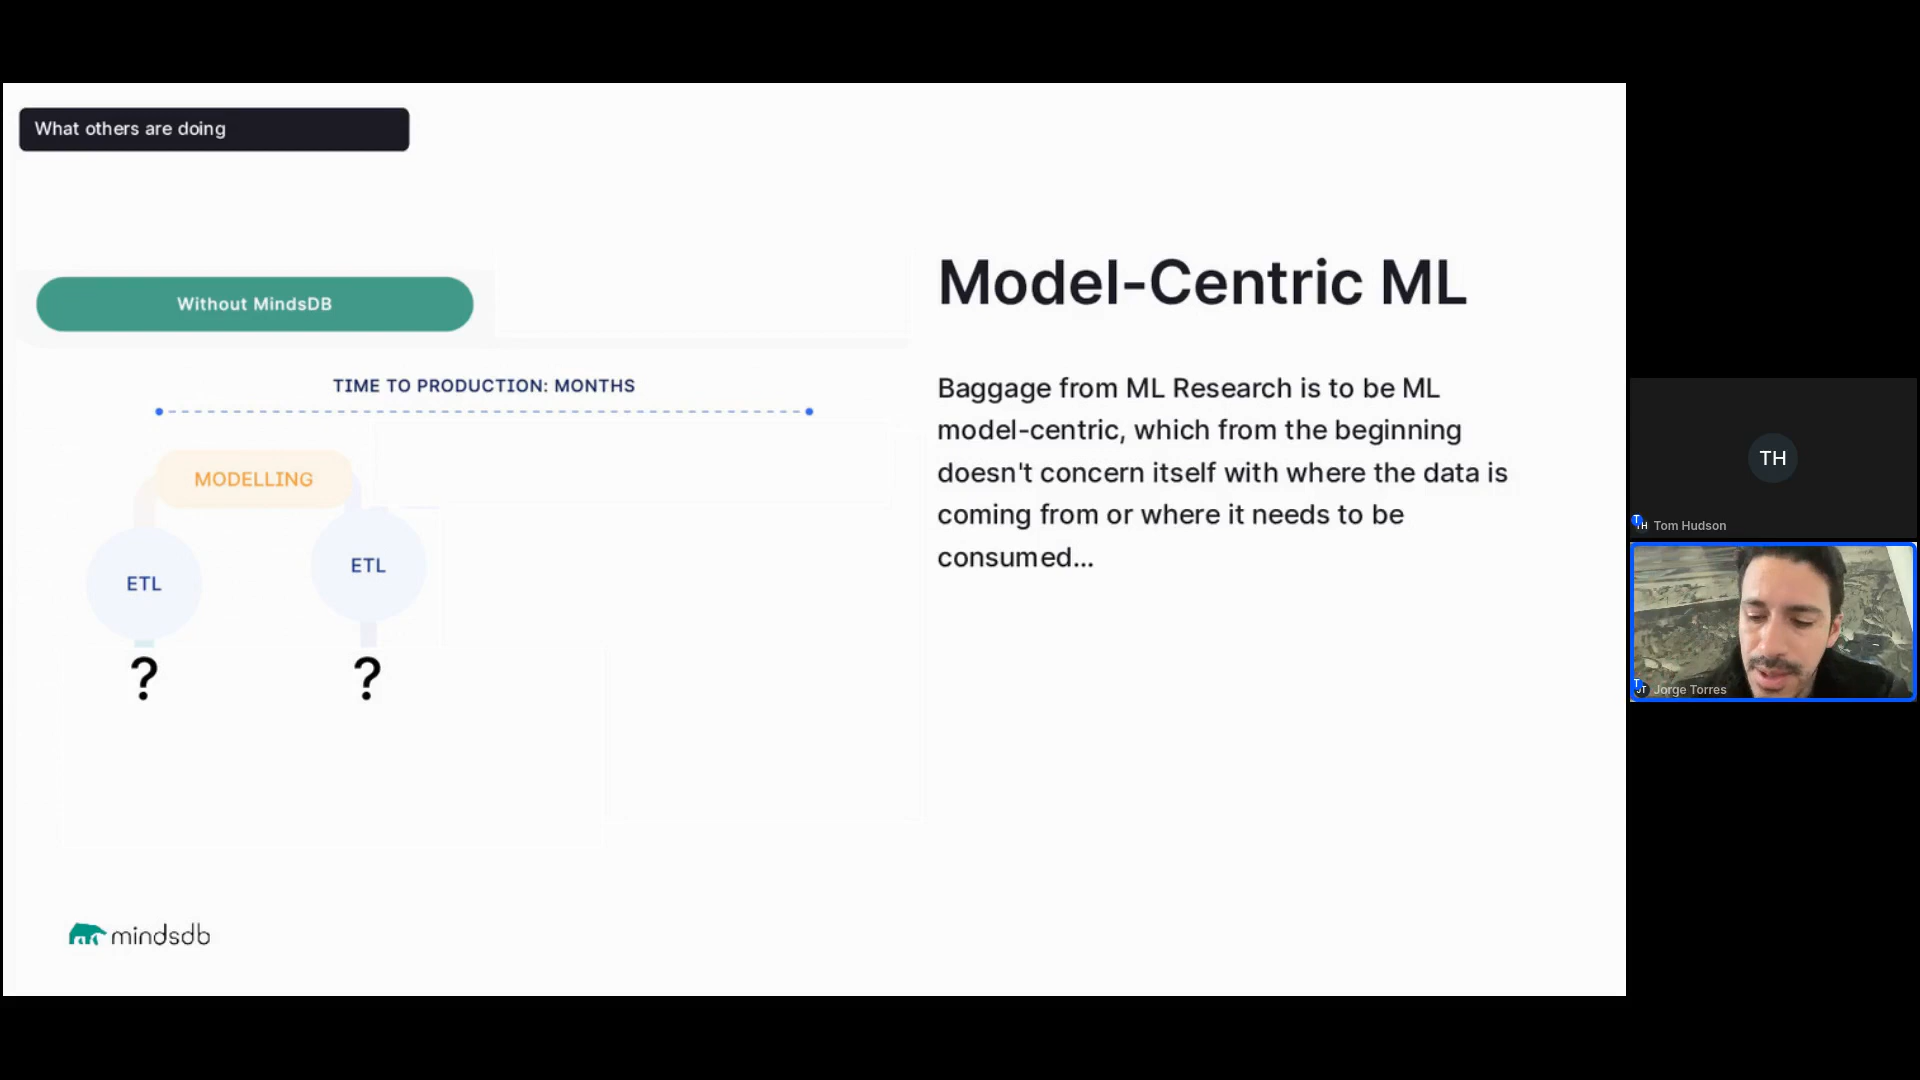 What others are doing
Without MindsDB
TIME TO PRODUCTION: MONTHS
MODELLING
ETL
ETL
?
?
Model-Centric ML
Baggage from ML Research is to be ML
model-centric, which from the beginning
doesn't concern itself with where the data is
coming from or where it needs to be
consumed...
mindsdb
TH
TH
Tom Hudson
JT
Jorge Torres